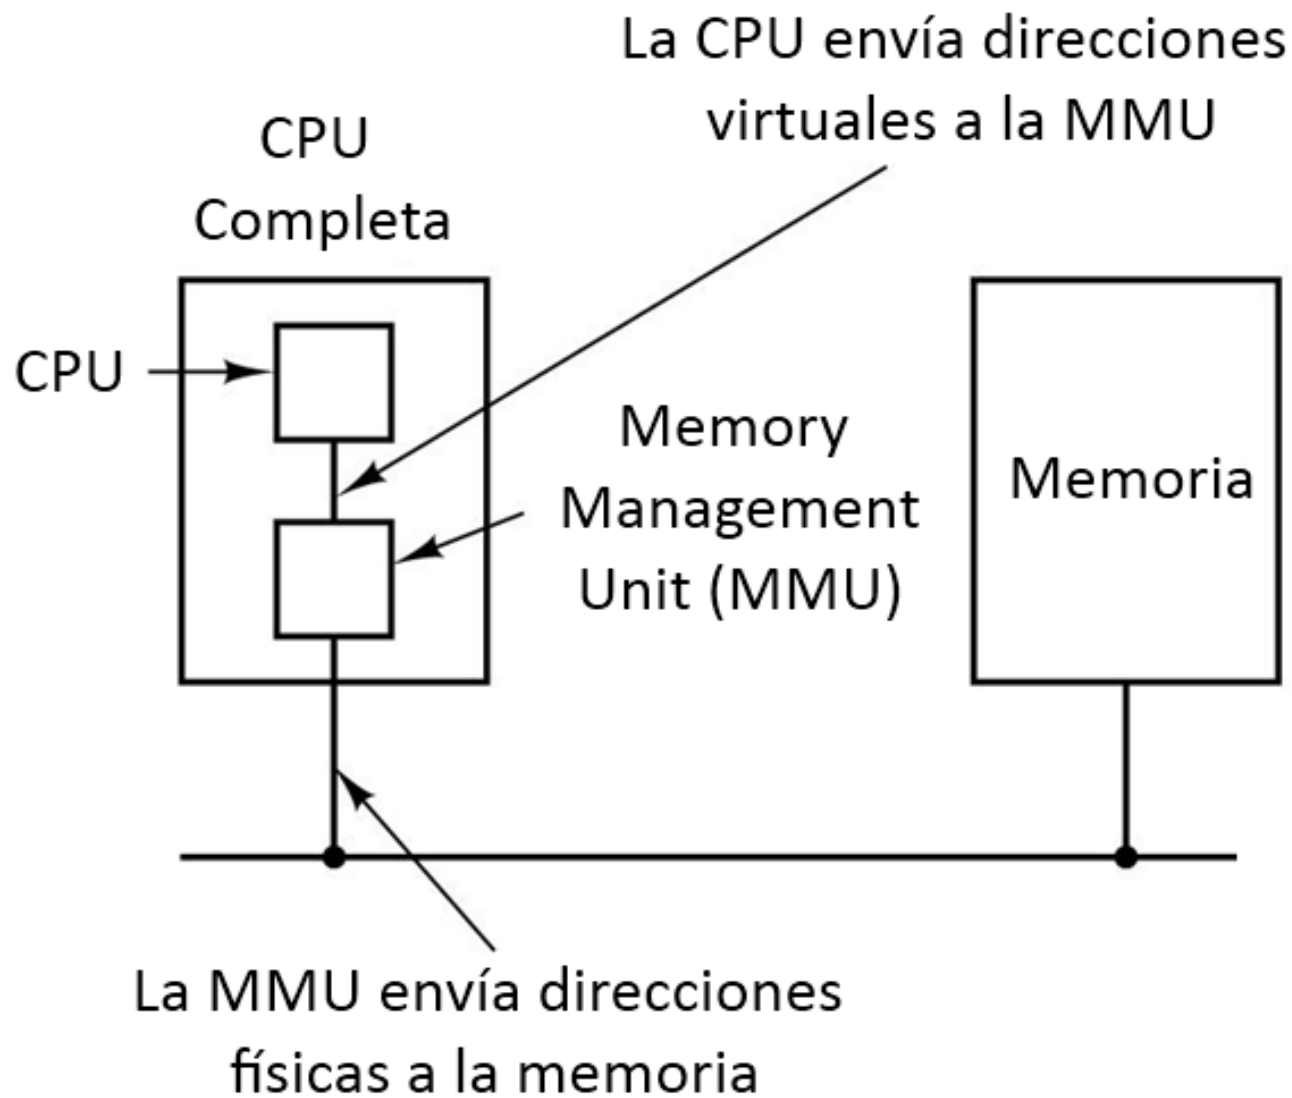 La CPU envía direcciones
virtuales a la MMU
CPU
Completa
CPU
Memory
Management
Unit (MMU)
Memoria
La MMU envía direcciones
físicas a la memoria